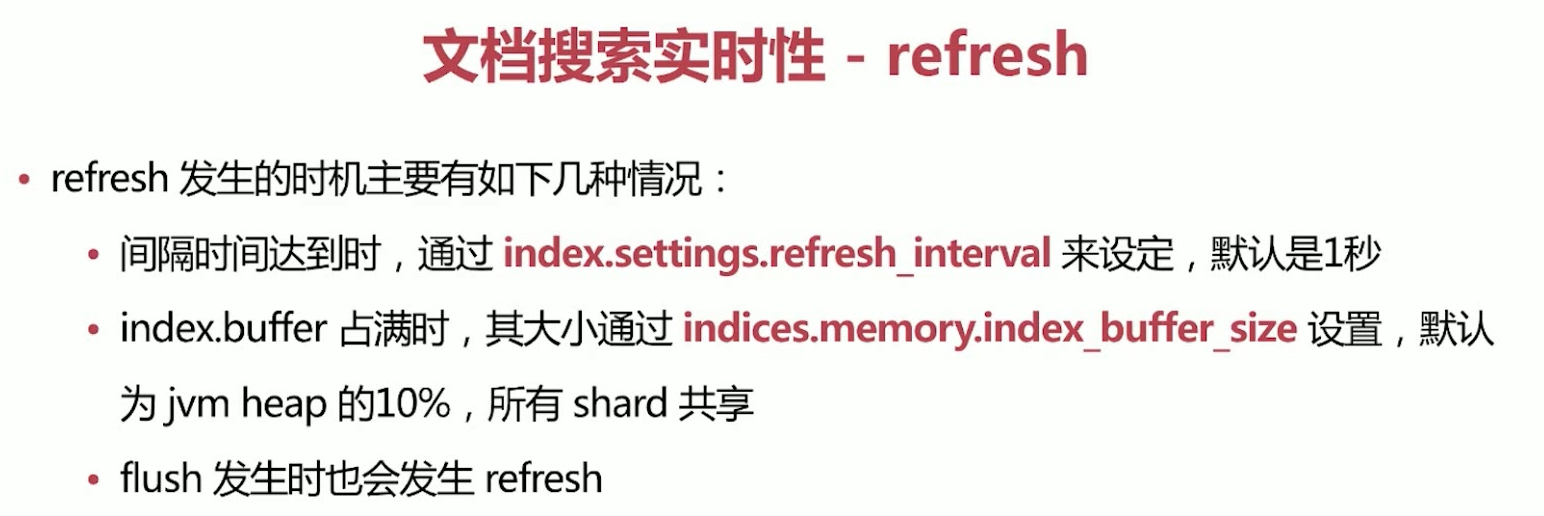 文档搜索实时性 - refresh
• refresh 发生的时机主要有如下几种情况：
• 间隔时间达到时，通过 index.settings.refresh_interval 来设定，默认是1秒
• index.buffer 占满时，其大小通过 indices.memory.index_buffer_size 设置，默认
为 jvm heap 的10%，所有 shard 共享
• flush 发生时也会发生 refresh